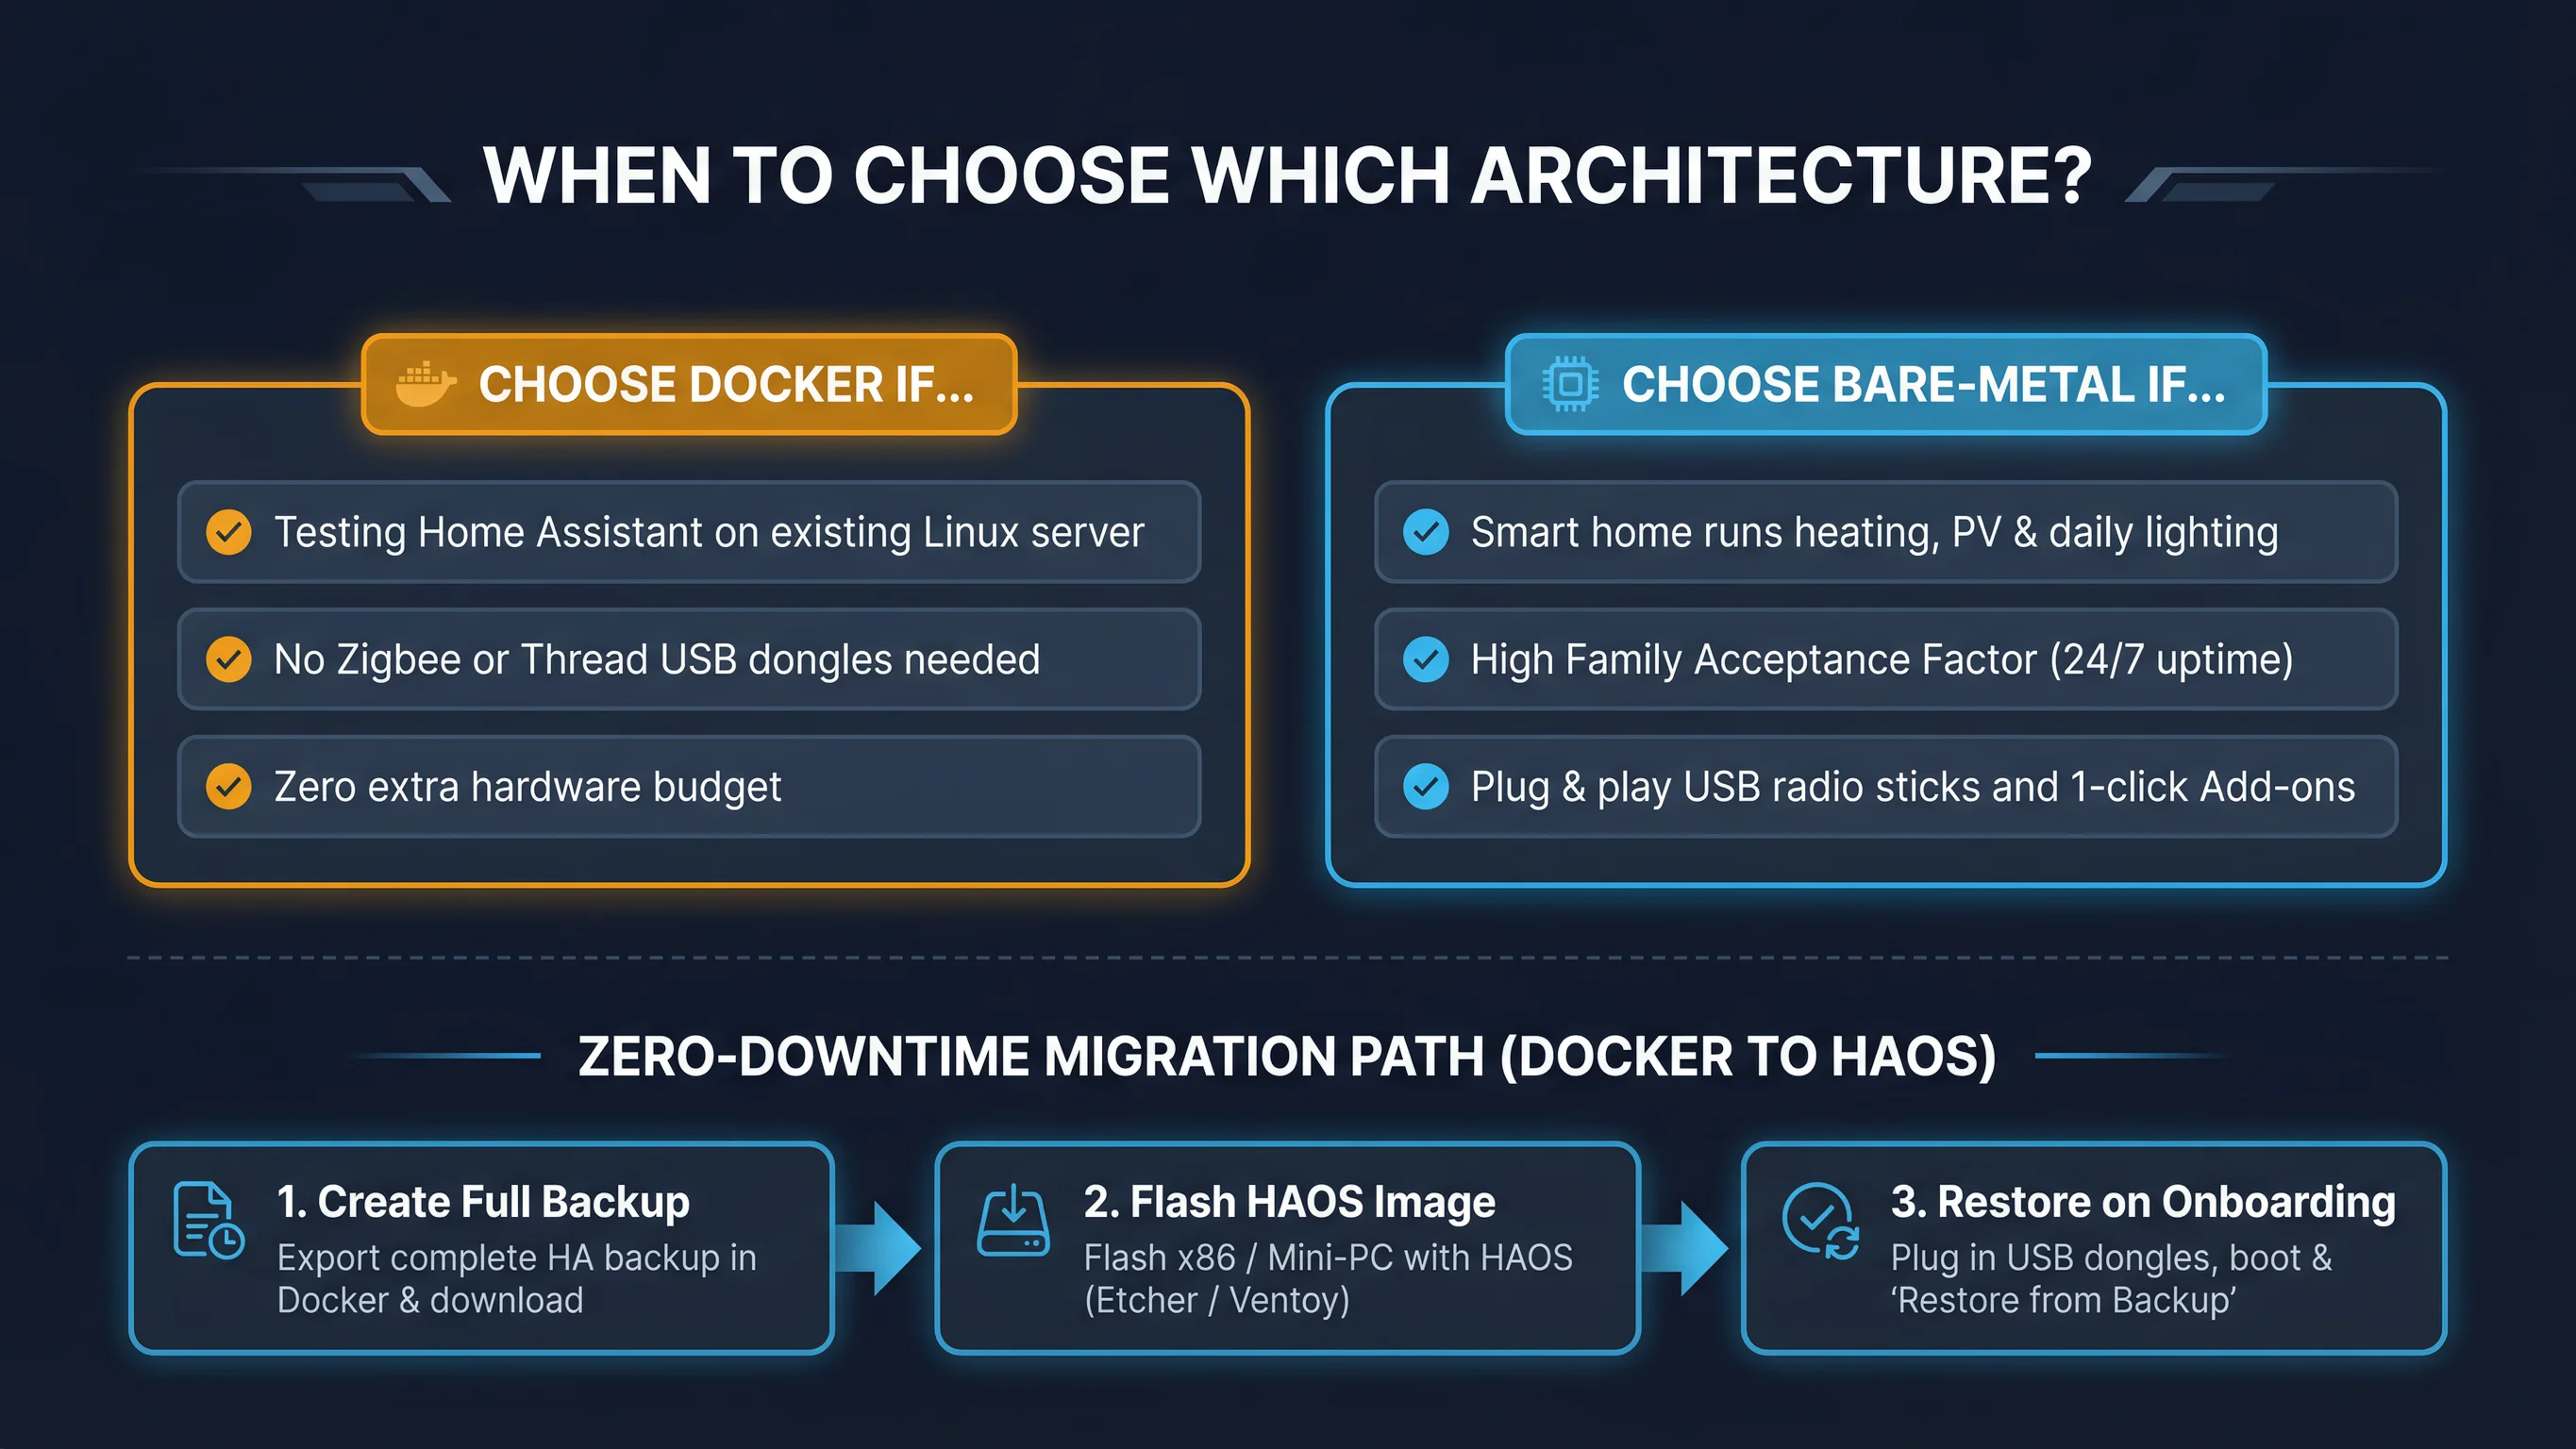 WHEN TO CHOOSE WHICH ARCHITECTURE?
CHOOSE DOCKER IF...
Testing Home Assistant on existing Linux server
No Zigbee or Thread USB dongles needed
Zero extra hardware budget
CHOOSE BARE-METAL IF...
Smart home runs heating, PV & daily lighting
High Family Acceptance Factor (24/7 uptime)
Plug & play USB radio sticks and 1-click Add-ons
ZERO-DOWNTIME MIGRATION PATH (DOCKER TO HAOS)
1. Create Full Backup
Export complete HA backup in
Docker & download
2. Flash HAOS Image
Flash x86 / Mini-PC with HAOS
(Etcher / Ventoy)
3. Restore on Onboarding
Plug in USB dongles, boot &
‘Restore from Backup’